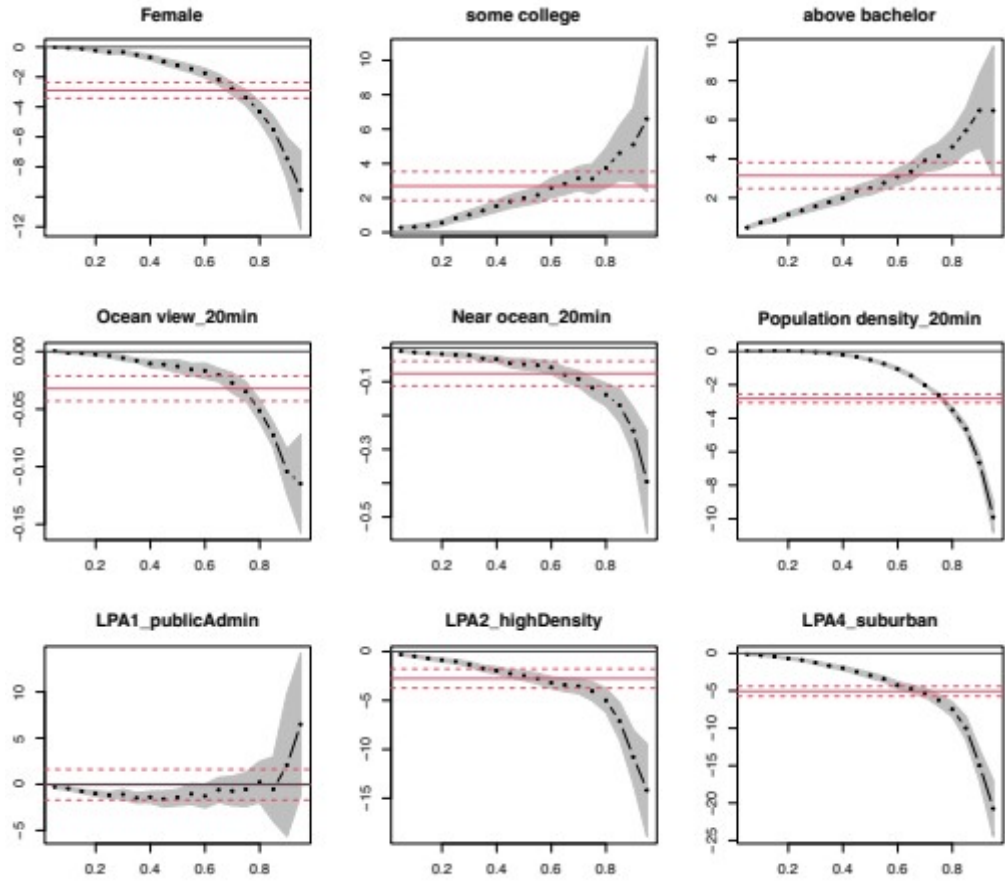 Female some college above bachelor
0 -2 -4 -6 -8 -12
0 2 4 6 8 10
2 4 6 8 10
0.2 0.4 0.6 0.8 0.2 0.4 0.6 0.8 0.2 0.4 0.6 0.8
Ocean view_20min Near ocean_20min Population density_20min
0.00 -0.05 -0.10 -0.15
-0.1 -0.3 -0.5
0 -2 -4 -6 -8 -10
0.2 0.4 0.6 0.8 0.2 0.4 0.6 0.8 0.2 0.4 0.6 0.8
LPA1_publicAdmin LPA2_highDensity LPA4_suburban
10 5 0 -5
0 -5 -10 -15
0 -5 -10 -15 -20 -25
0.2 0.4 0.6 0.8 0.2 0.4 0.6 0.8 0.2 0.4 0.6 0.8